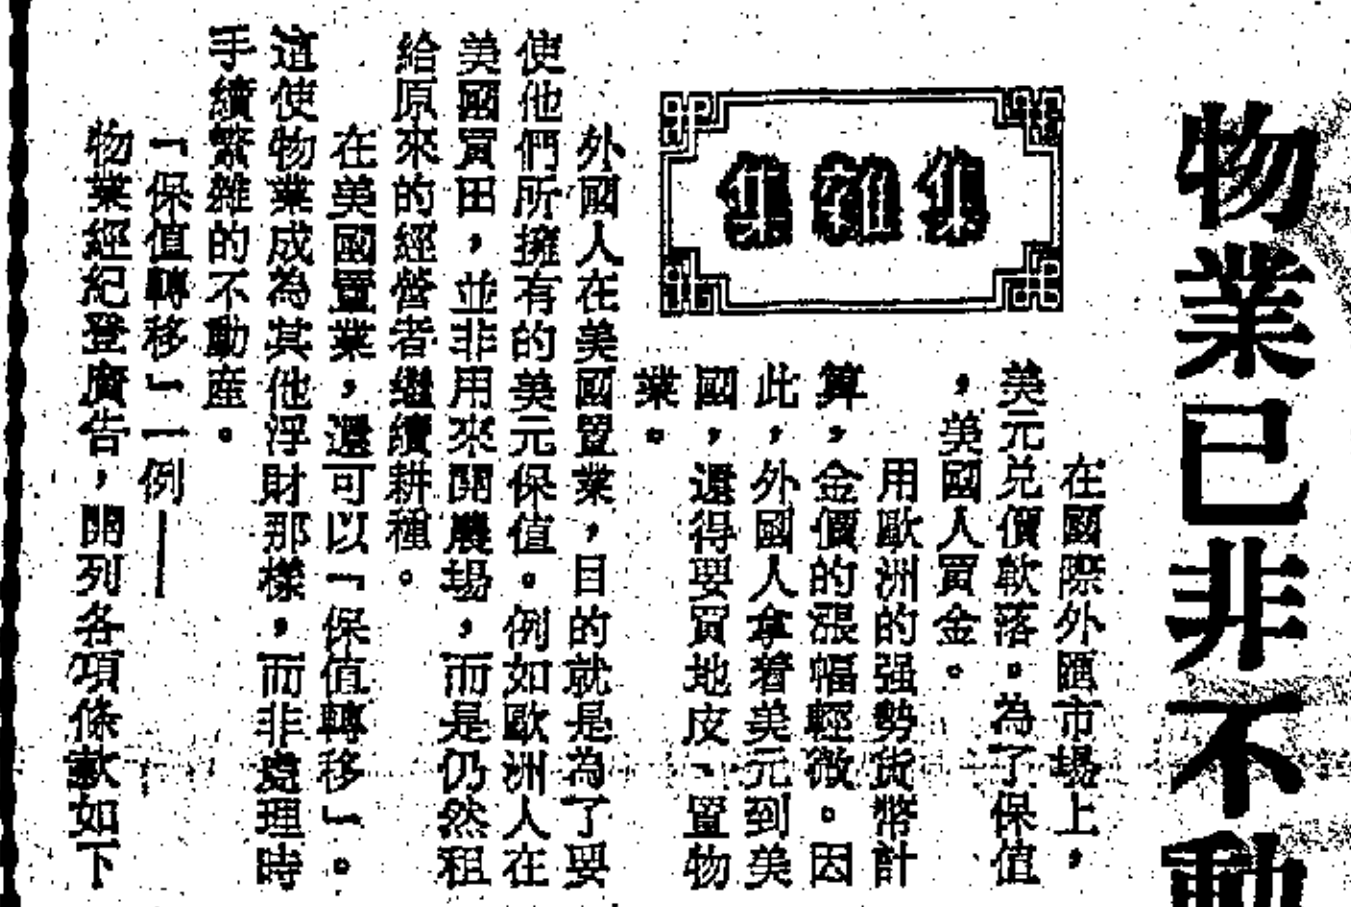 物業已非不動
集雜集
在國際外匯市場上，
美元兌價軟落。為了保值
，美國人買金。
用歐洲的强勢貨幣計
算，金價的漲幅輕微。因
此，外國人拿着美元到美
國，還得要買地皮、置物
業。
外國人在美國置業，目的就是為了要
使他們所擁有的美元保值。例如歐洲人在
美國買田，並非用來開農場，而是仍然租
給原來的經營者繼續耕種。
在美國置業，還可以「保值轉移」。
這使物業成為其他浮財那樣，而非處理時
手續繁雜的不動産。
「保值轉移」一例——
物業經紀登廣告，開列各項條款如下